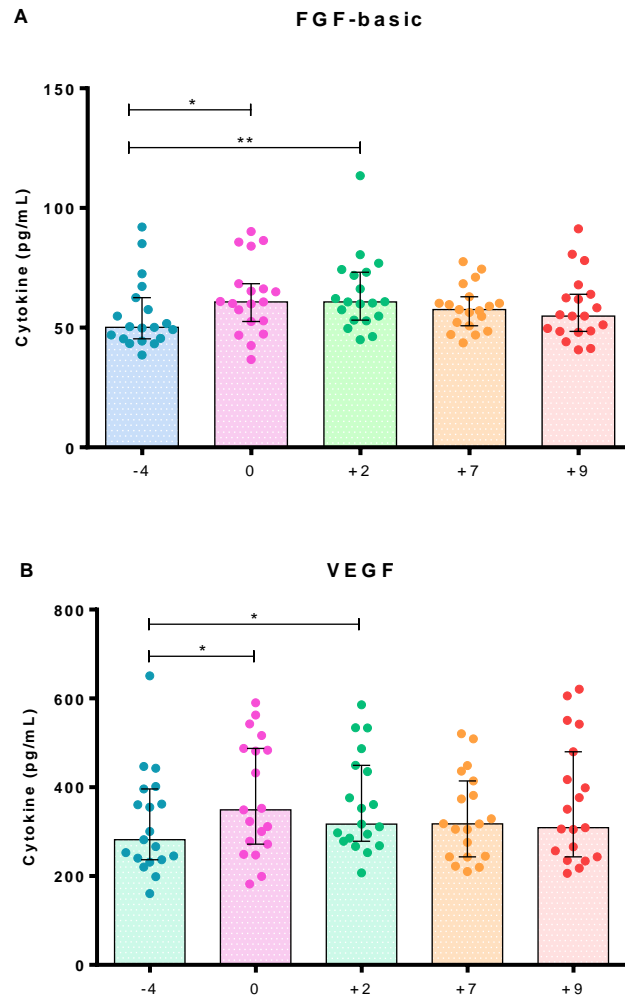 A
FGF-basic
150
100
50
0
Cytokine (pg/mL)
*
**
-4 0 +2 +7 +9
B
VEGF
800
600
400
200
0
Cytokine (pg/mL)
*
*
-4 0 +2 +7 +9